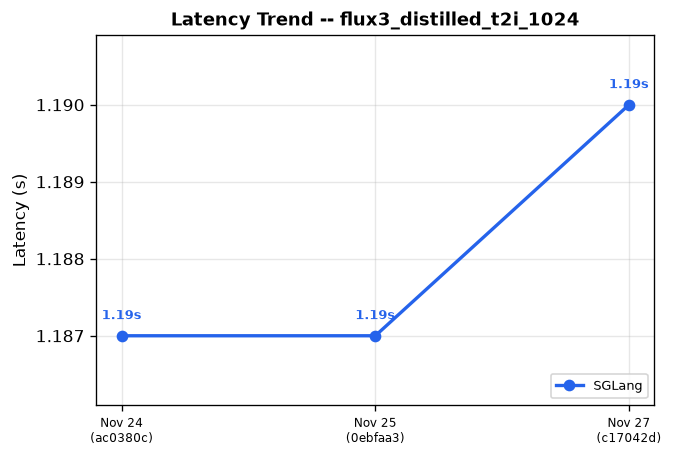 Latency Trend -- flux3_distilled_t2i_1024
Latency (s)
1.190
1.189
1.188
1.187
1.19s
1.19s
1.19s
SGLang
Nov 24
(ac0380c)
Nov 25
(0ebfaa3)
Nov 27
(c17042d)